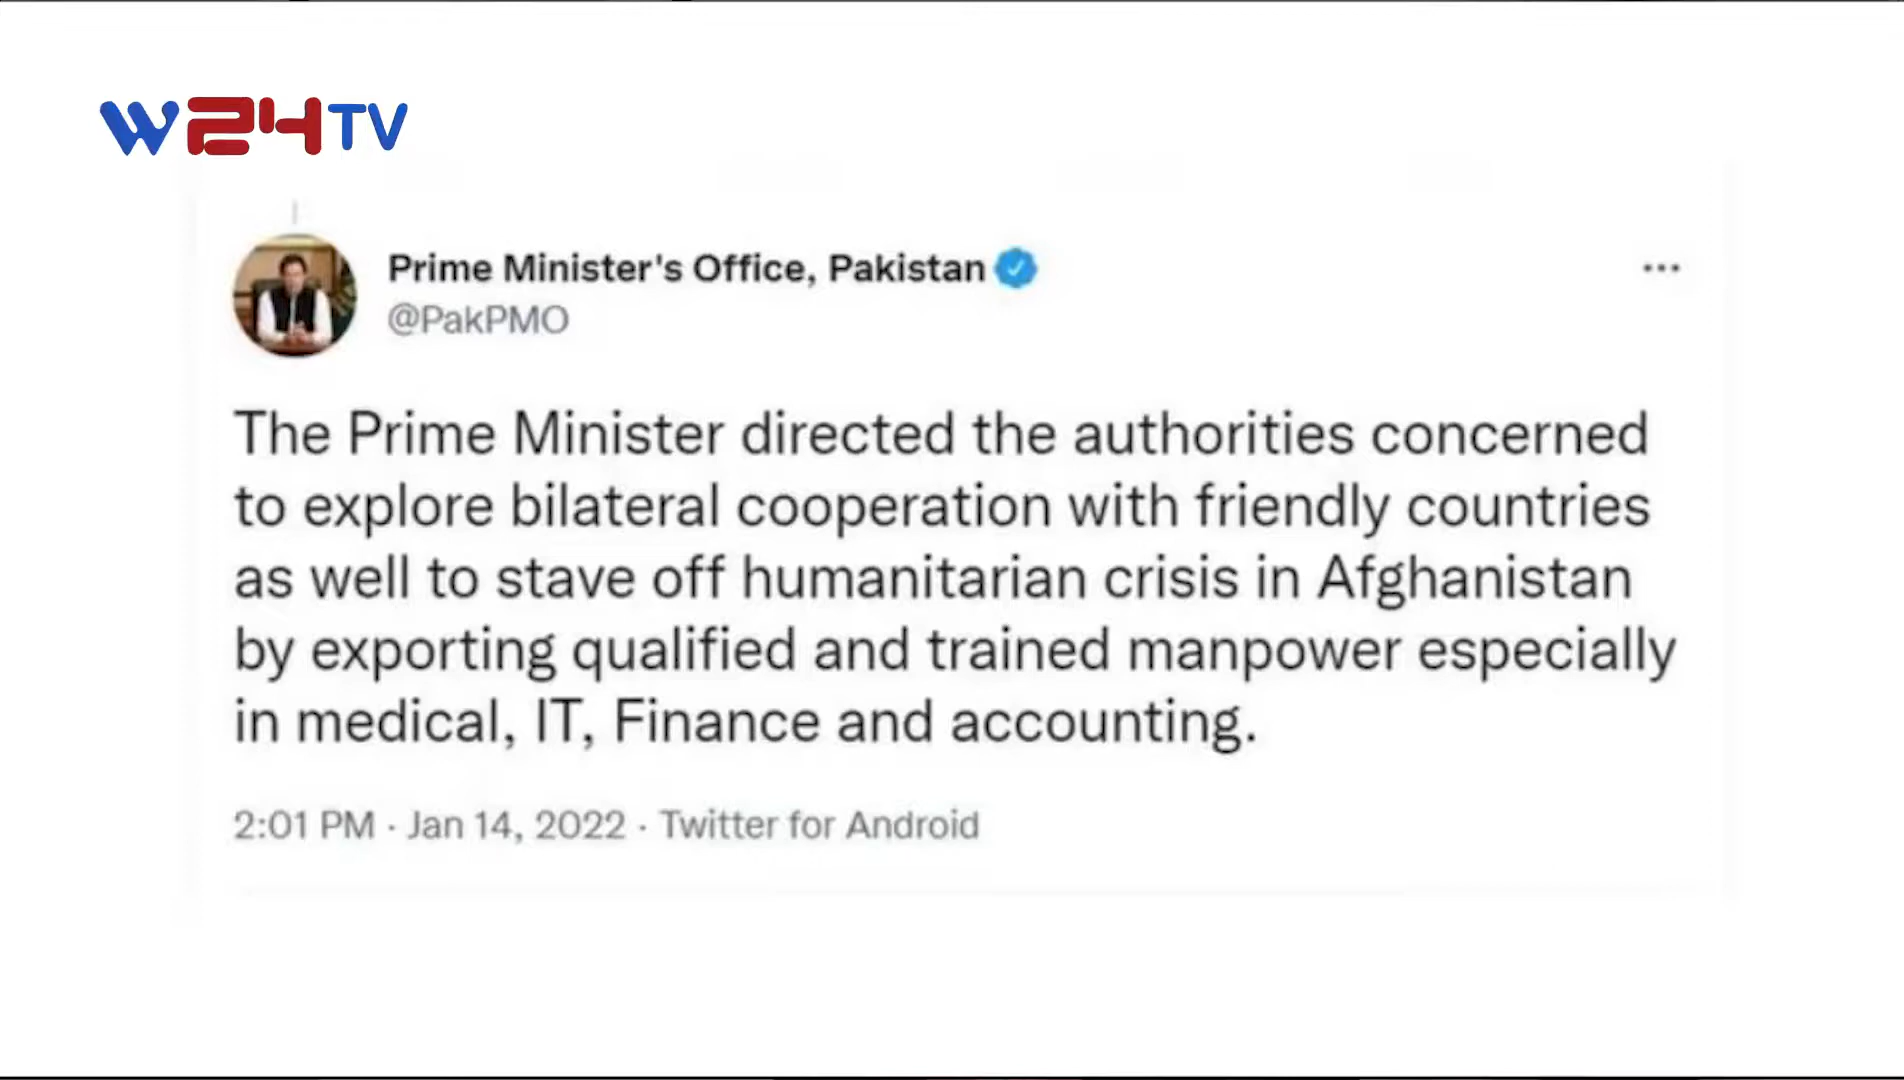 W24TV
Prime Minister's Office, Pakistan
@PakPMO
The Prime Minister directed the authorities concerned
to explore bilateral cooperation with friendly countries
as well to stave off humanitarian crisis in Afghanistan
by exporting qualified and trained manpower especially
in medical, IT, Finance and accounting.
2:01 PM · Jan 14, 2022 · Twitter for Android